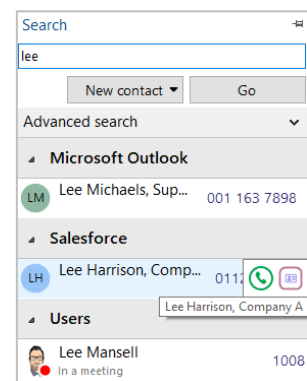 Search
lee
New contact
Go
Advanced search
Microsoft Outlook
LM
Lee Michaels, Sup...
001 163 7898
Salesforce
LH
Lee Harrison, Comp...
011
Lee Harrison, Company A
Users
Lee Mansell
In a meeting
1008